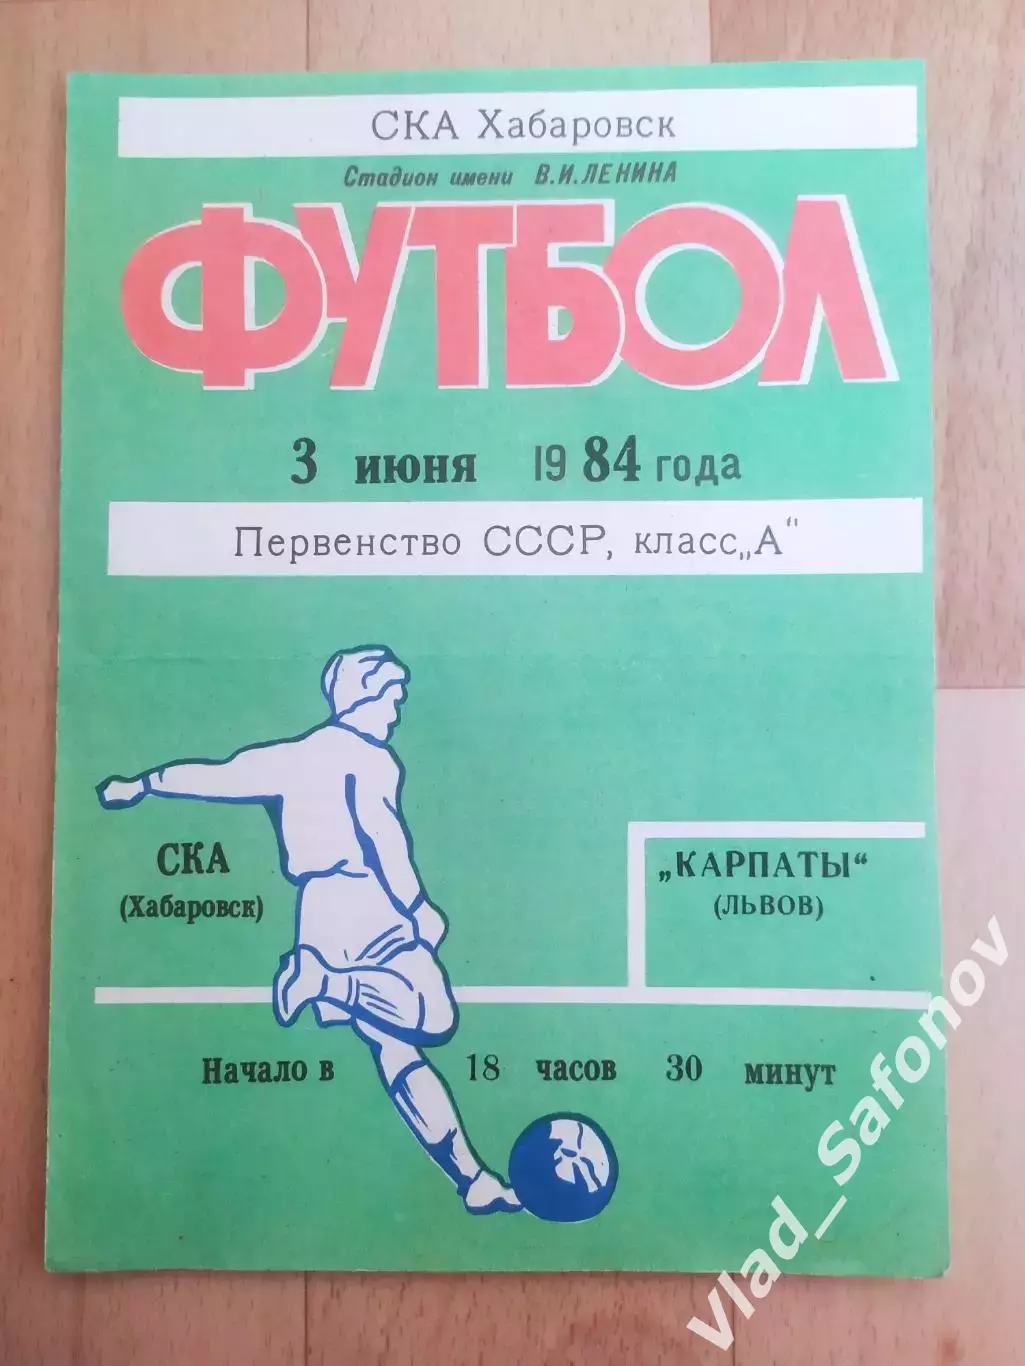 СКА Хабаровск
Стадион имени В.И.ЛЕНИНА
ФУТБОЛ
3 июня 1984 года
Первенство СССР, класс „А“
СКА
(Хабаровск)
„КАРПАТЫ“
(ЛЬВОВ)
Начало в 18 часов 30 минут
Vlad_Safonov